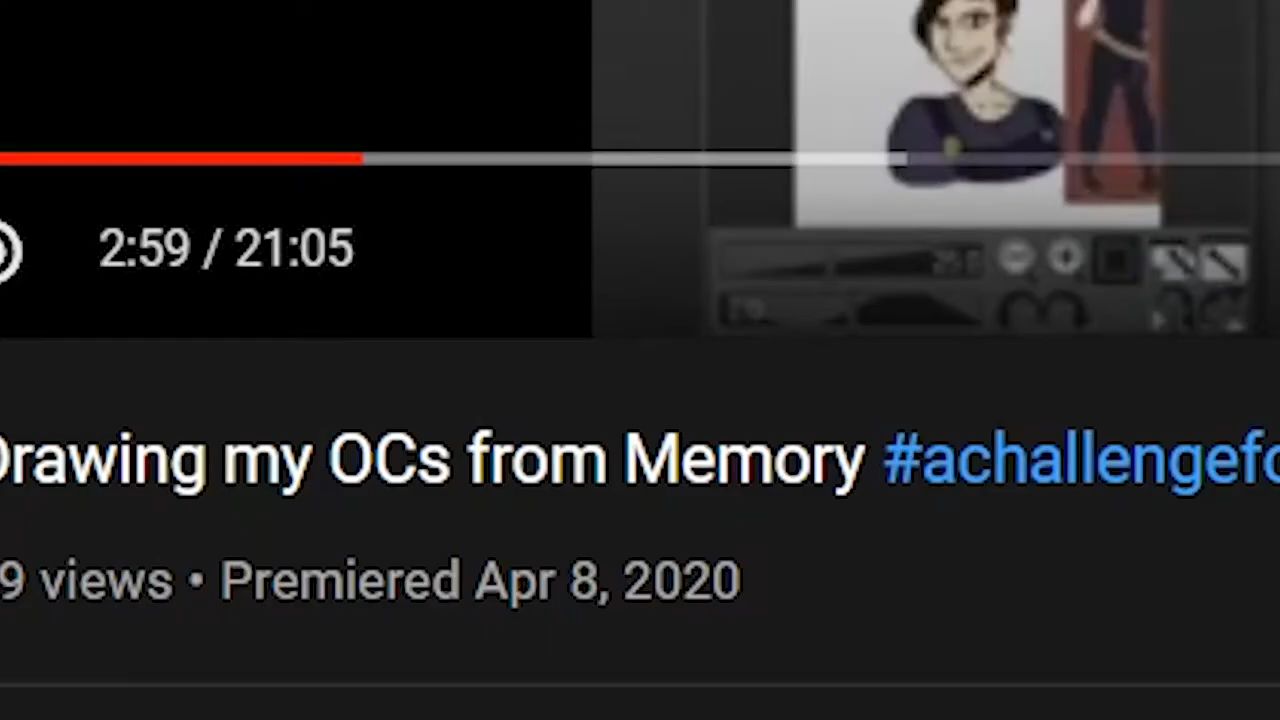 2:59 / 21:05
Drawing my OCs from Memory #achallengefo
9 views • Premiered Apr 8, 2020